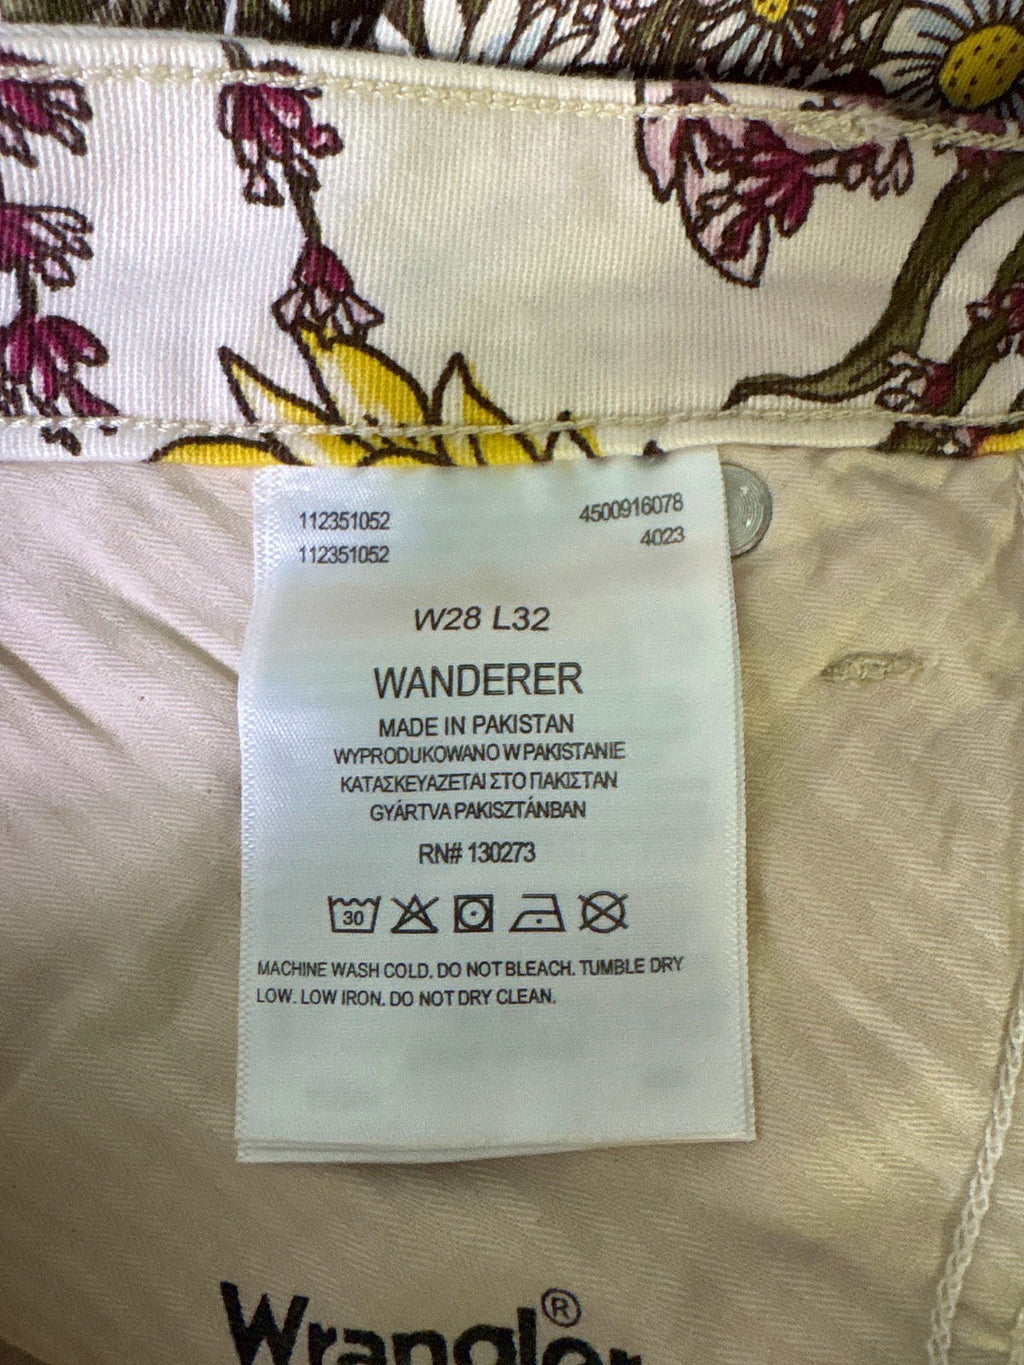 112351052 4500916078
112351052 4023
W28 L32
WANDERER
MADE IN PAKISTAN
WYPRODUKOWANO W PAKISTANIE
ΚΑΤΑΣΚΕΥΑΖΕΤΑΙ ΣΤΟ ΠΑΚΙΣΤΑΝ
GYÁRTVA PAKISZTÁNBAN
RN# 130273
30
MACHINE WASH COLD. DO NOT BLEACH. TUMBLE DRY
LOW. LOW IRON. DO NOT DRY CLEAN.
Wrangler®